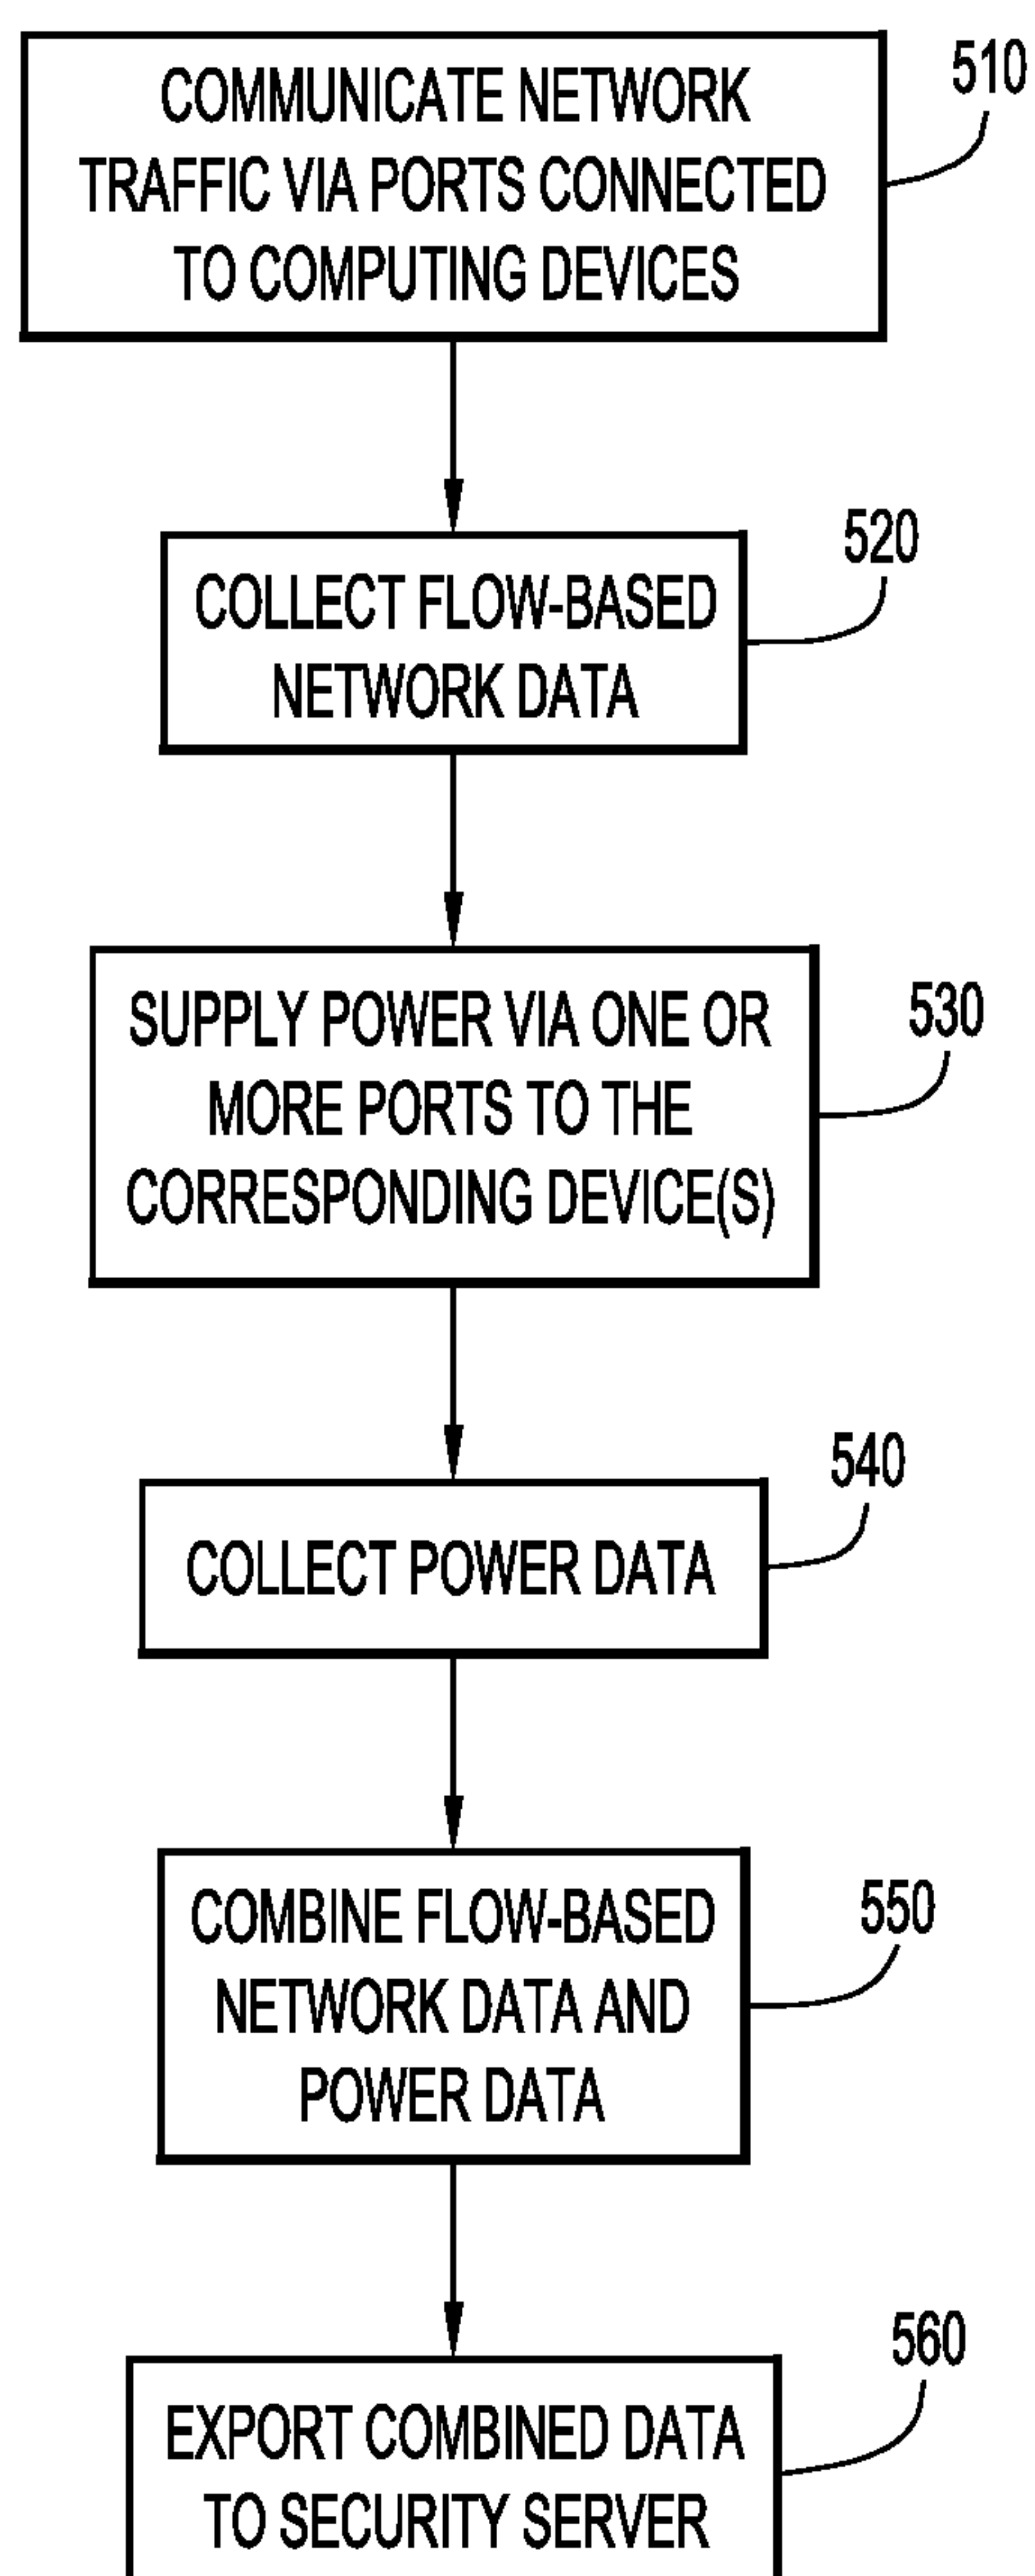 COMMUNICATE NETWORK
TRAFFIC VIA PORTS CONNECTED
TO COMPUTING DEVICES
510
COLLECT FLOW-BASED
NETWORK DATA
520
SUPPLY POWER VIA ONE OR
MORE PORTS TO THE
CORRESPONDING DEVICE(S)
530
COLLECT POWER DATA
540
COMBINE FLOW-BASED
NETWORK DATA AND
POWER DATA
550
EXPORT COMBINED DATA
TO SECURITY SERVER
560